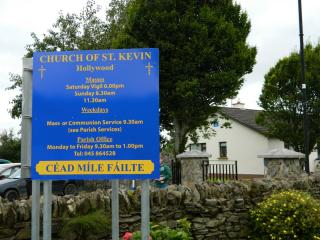 CHURCH OF ST. KEVIN
Hollywood
Masses
Saturday Vigil 6.00pm
Sunday 8.30am
11.30am
Weekdays
Mass or Communion Service 9.30am
(see Parish Services)
Parish Office
Monday to Friday 9.30am to 1.00pm
Tel: 045 864528
CÉAD MÍLE FÁILTE